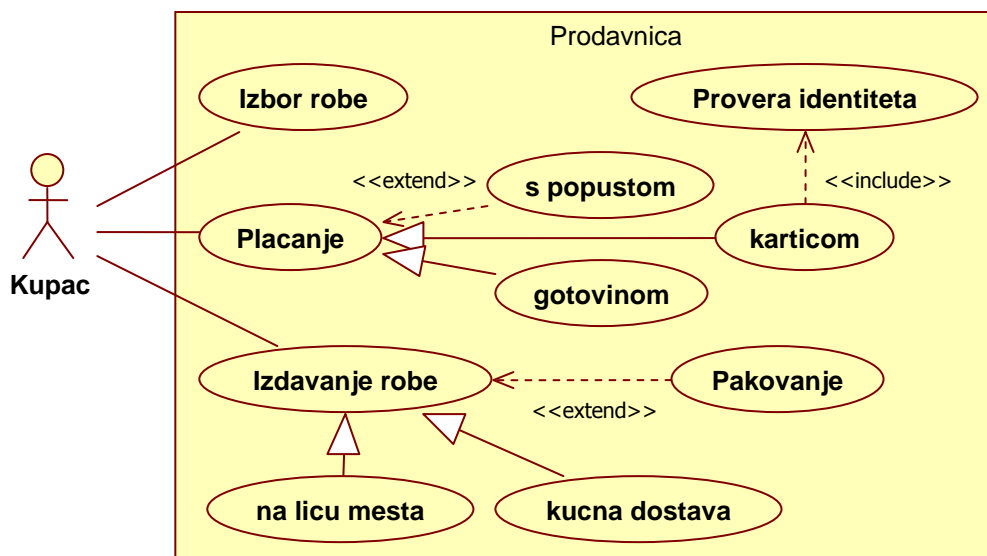 Prodavnica
Izbor robe
Provera identiteta
<<extend>>
s popustom
<<include>>
Placanje
karticom
Kupac
gotovinom
Izdavanje robe
Pakovanje
<<extend>>
na licu mesta
kucna dostava